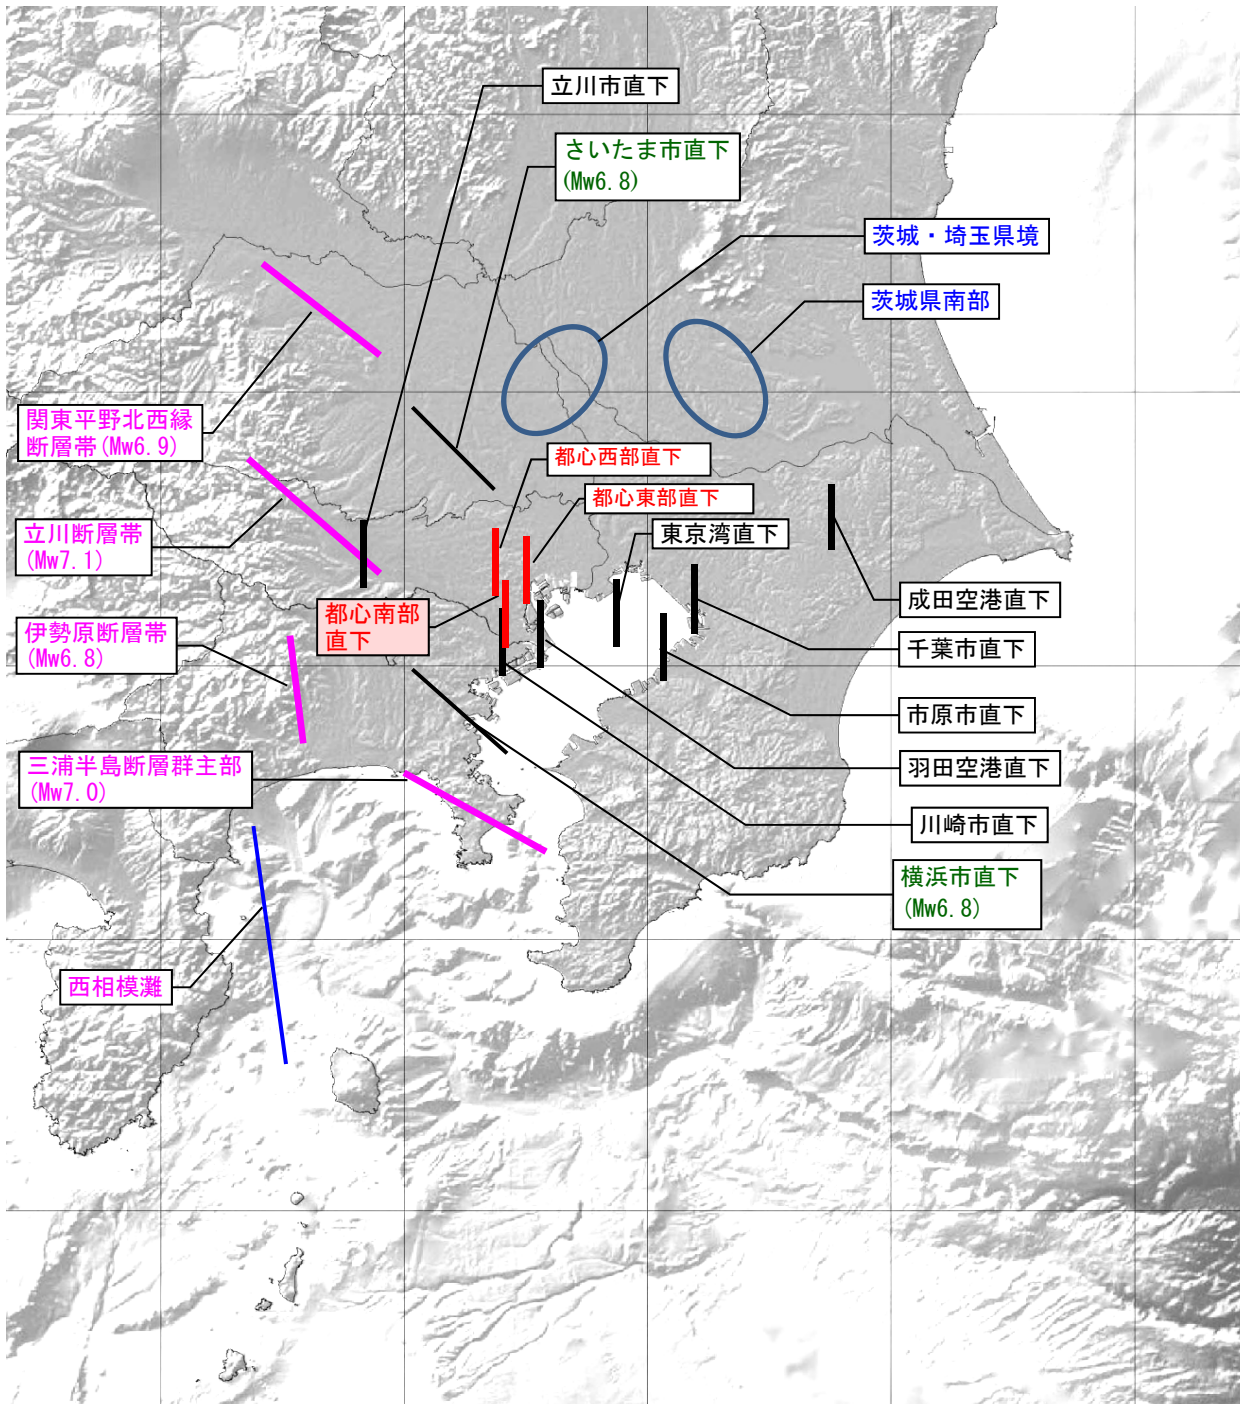 立川市直下
さいたま市直下
(Mw6.8)
茨城・埼玉県境
茨城県南部
関東平野北西縁
断層帯(Mw6.9)
都心西部直下
都心東部直下
東京湾直下
立川断層帯
(Mw7.1)
成田空港直下
都心南部
直下
伊勢原断層帯
(Mw6.8)
千葉市直下
市原市直下
三浦半島断層群主部
(Mw7.0)
羽田空港直下
川崎市直下
横浜市直下
(Mw6.8)
西相模灘